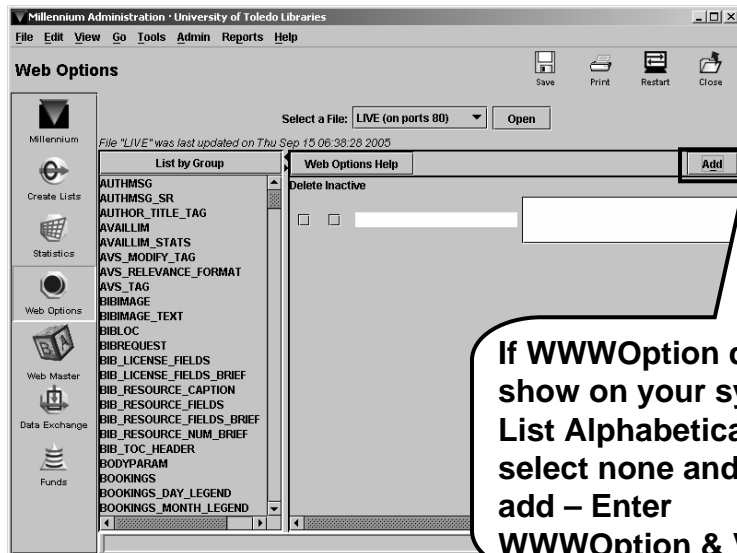 Millennium Administration · University of Toledo Libraries
File Edit View Go Tools Admin Reports Help
Web Options
Save Print Restart Close
Select a File: LIVE (on ports 80) Open
File "LIVE" was last updated on Thu Sep 15 06:38:28 2005
Millennium
Create Lists
Statistics
Web Options
Web Master
Data Exchange
Funds
List by Group
AUTHMSG
AUTHMSG_SR
AUTHOR_TITLE_TAG
AVAILLIM
AVAILLIM_STATS
AVS_MODIFY_TAG
AVS_RELEVANCE_FORMAT
AVS_TAG
BIBIMAGE
BIBIMAGE_TEXT
BIBLOC
BIBREQUEST
BIB_LICENSE_FIELDS
BIB_LICENSE_FIELDS_BRIEF
BIB_RESOURCE_CAPTION
BIB_RESOURCE_FIELDS
BIB_RESOURCE_FIELDS_BRIEF
BIB_RESOURCE_NUM_BRIEF
BIB_TOC_HEADER
BODYPARAM
BOOKINGS
BOOKINGS_DAY_LEGEND
BOOKINGS_MONTH_LEGEND
Web Options Help Add
Delete Inactive
If WWWOption
show on your
List Alphabetica
select none and
add – Enter
WWWOption &